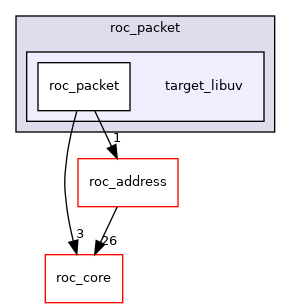 roc_packet
roc_packet
target_libuv
1
roc_address
3
26
roc_core